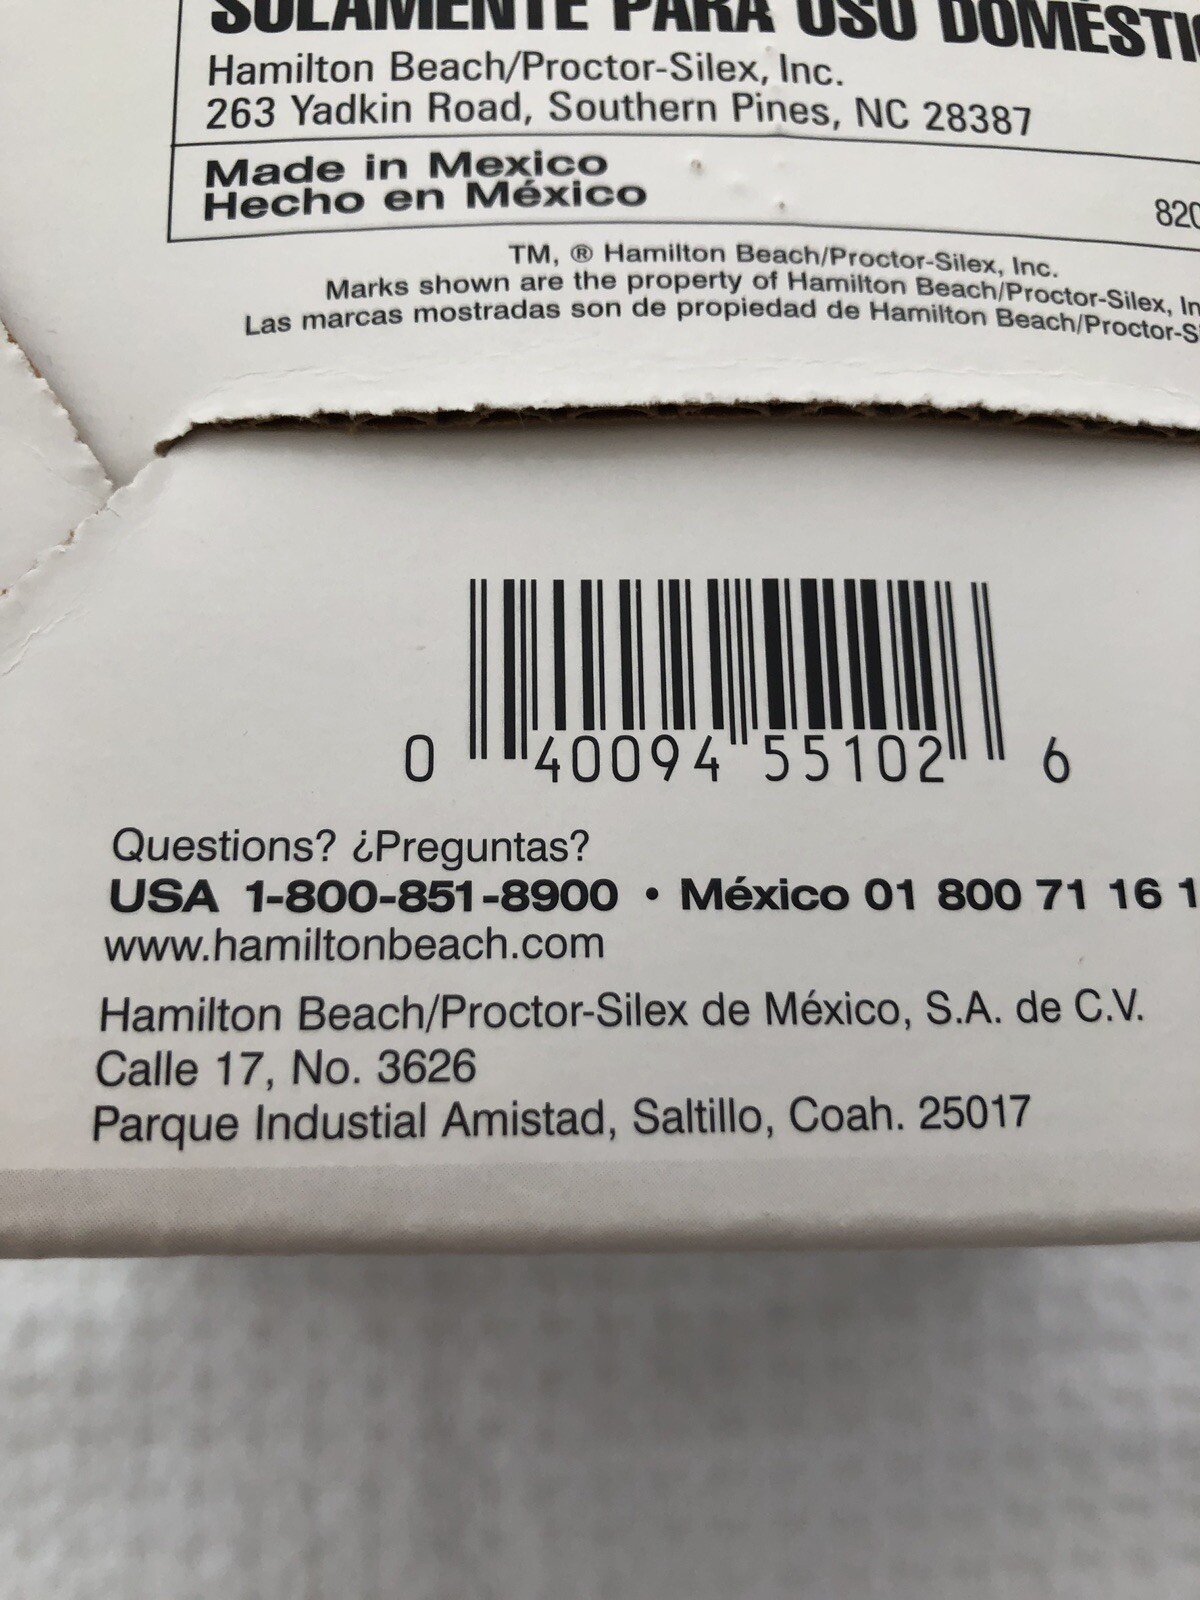 SOLAMENTE PARA USO
Hamilton Beach/Proctor-Silex, Inc.
263 Yadkin Road, Southern Pines, NC 28387
Made in Mexico
Hecho en México
TM, ® Hamilton Beach/Proctor-Silex, Inc.
Marks shown are the property of Hamilton Beach/Proctor-Silex,
Las marcas mostradas son de propiedad de Hamilton
0 40094 55102 6
Questions? ¿Preguntas?
USA 1-800-851-8900 • México 01 800 71 16
www.hamiltonbeach.com
Hamilton Beach/Proctor-Silex de México, S.A. de C.V.
Calle 17, No. 3626
Parque Industial Amistad, Saltillo, Coah. 25017